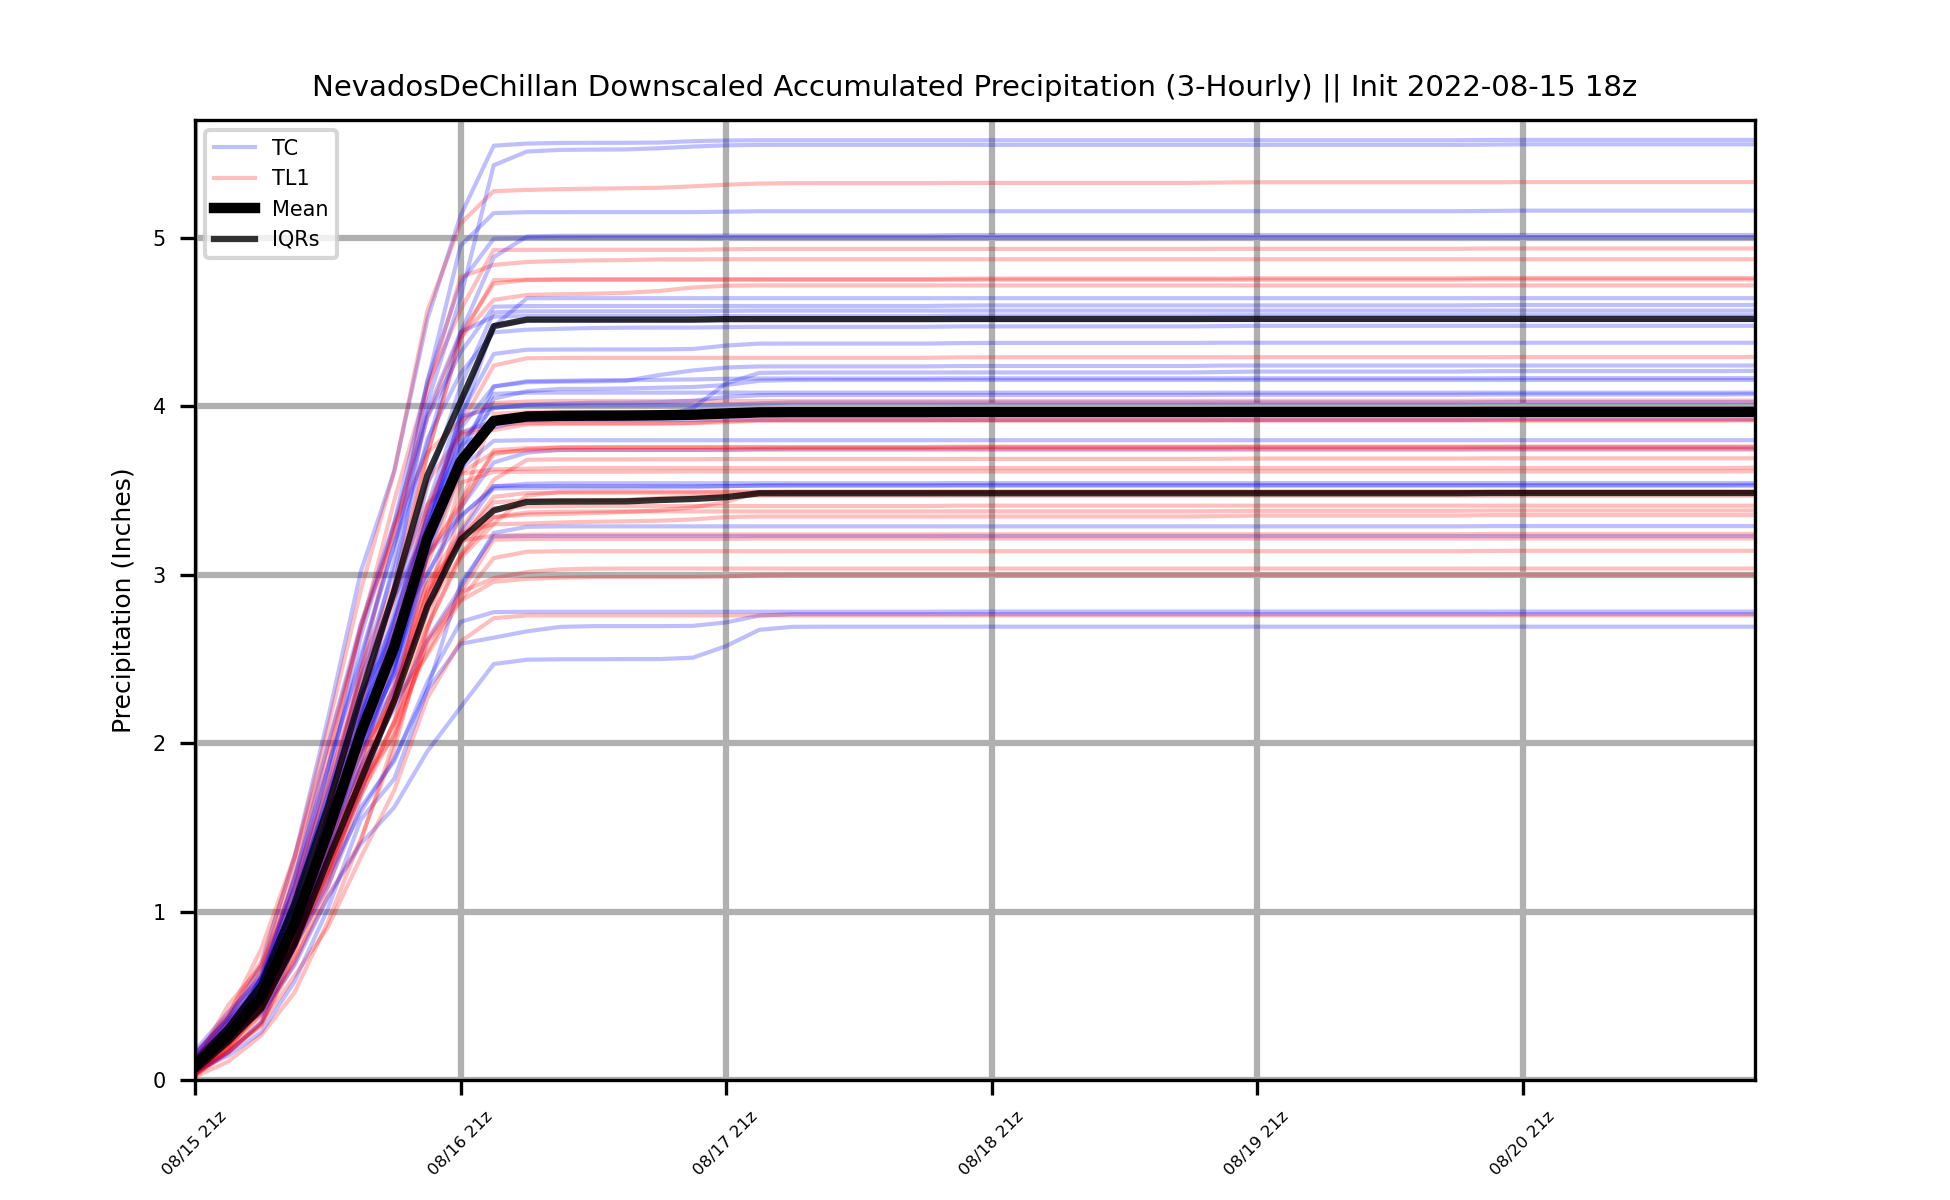 NevadosDeChillan Downscaled Accumulated Precipitation (3-Hourly) || Init 2022-08-15 18z
TC
TL1
Mean
IQRs
Precipitation (Inches)
5
4
3
2
1
0
08/15 21z
08/16 21z
08/17 21z
08/18 21z
08/19 21z
08/20 21z